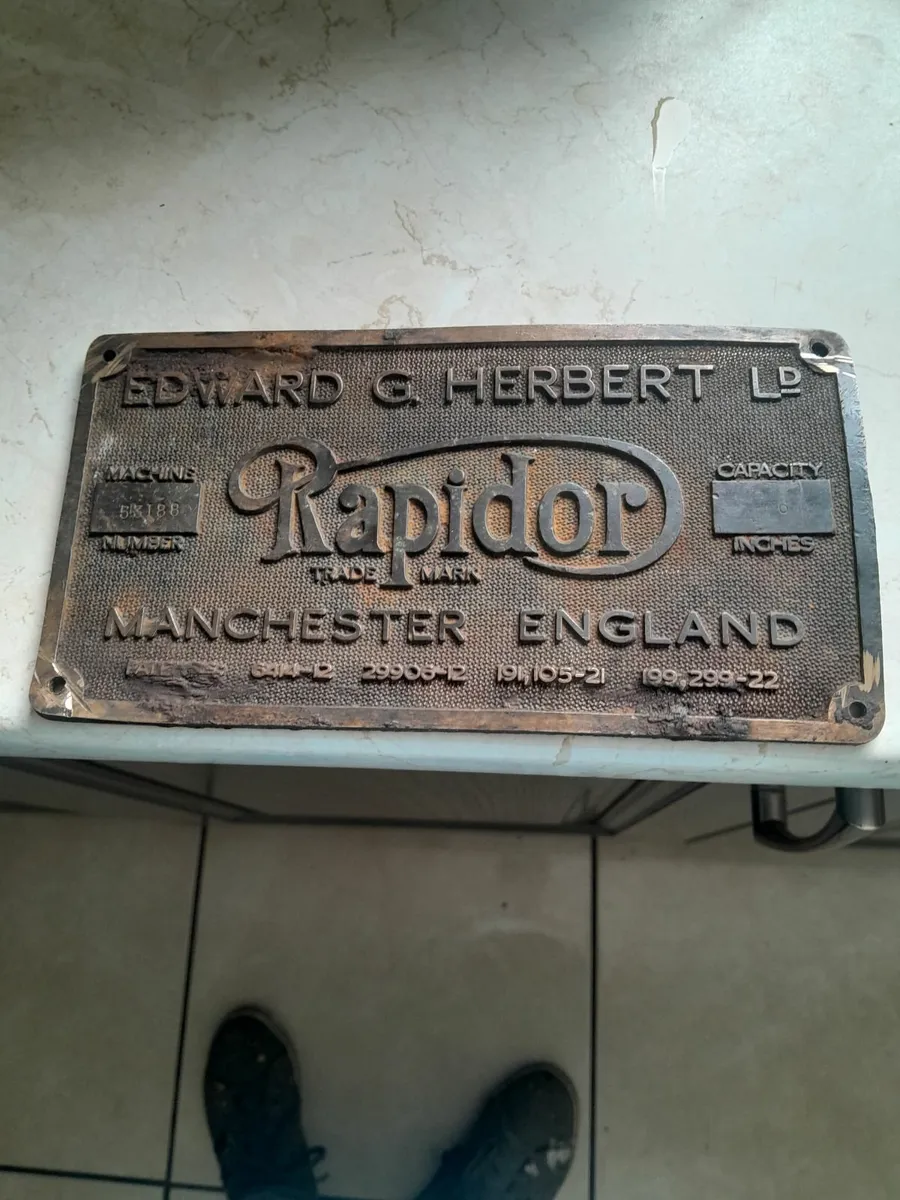 EDWARD G. HERBERT LD
MACHINE
NUMBER
Rapidor
TRADE MARK
CAPACITY
INCHES
MANCHESTER ENGLAND
29906-12 191,105-21 199,299-22